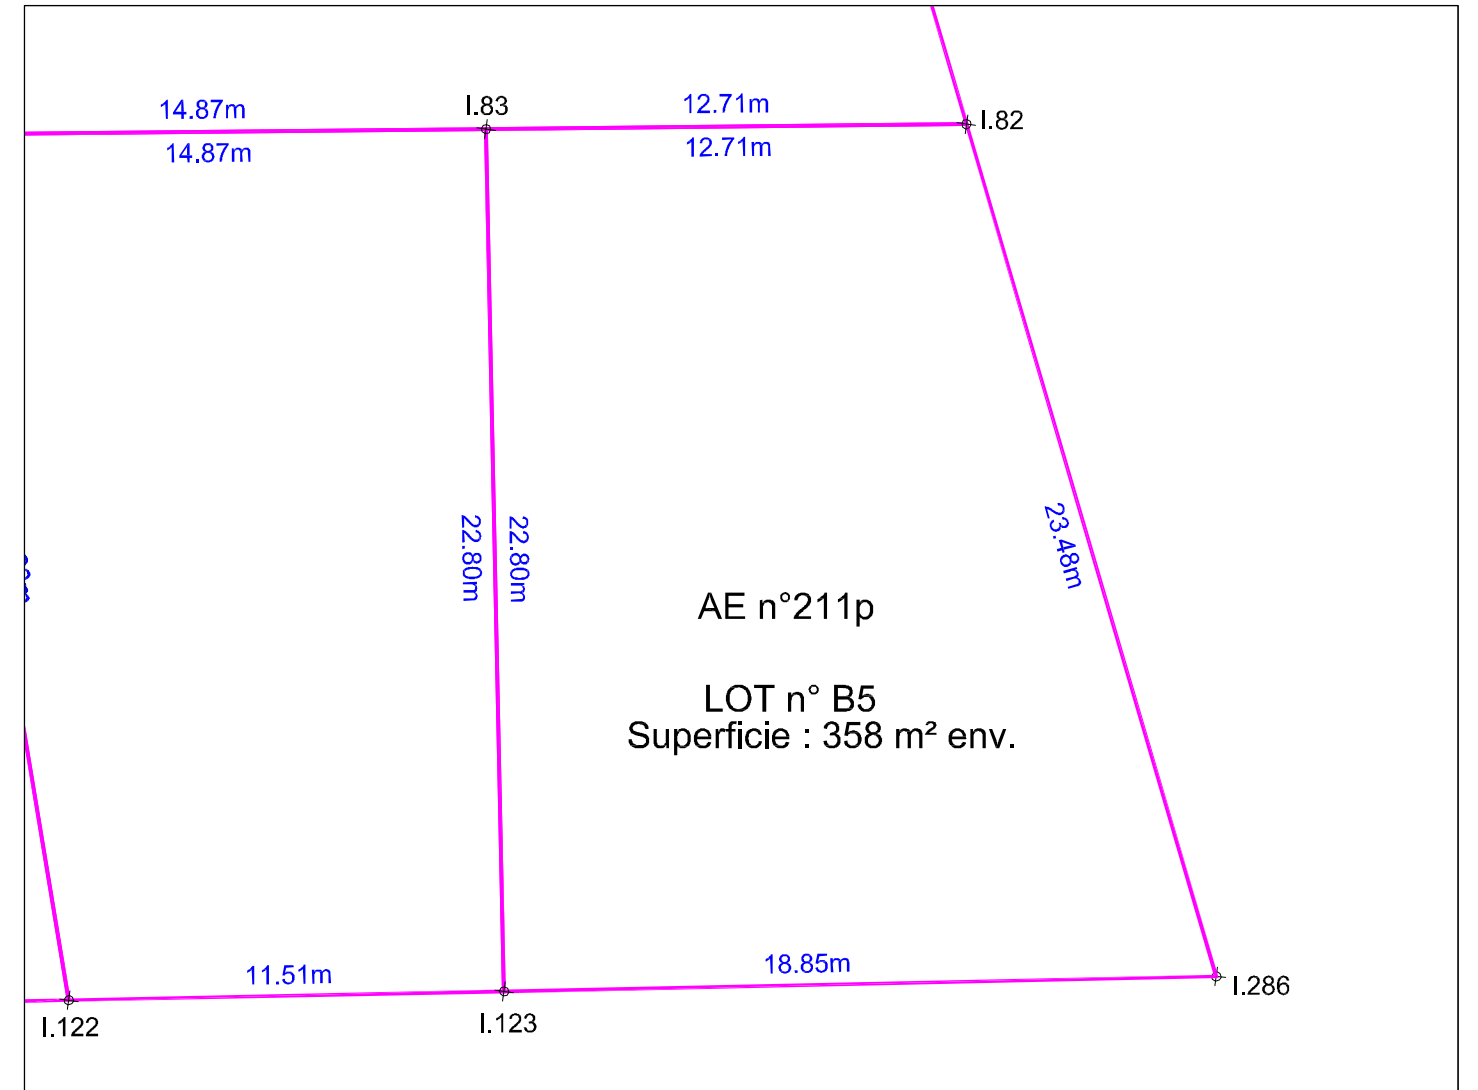 14.87m
I.83
12.71m
I.82
14.87m
12.71m
22.80m
22.80m
23.48m
AE n°211p
LOT n° B5
Superficie : 358 m² env.
11.51m
18.85m
I.286
I.122
I.123